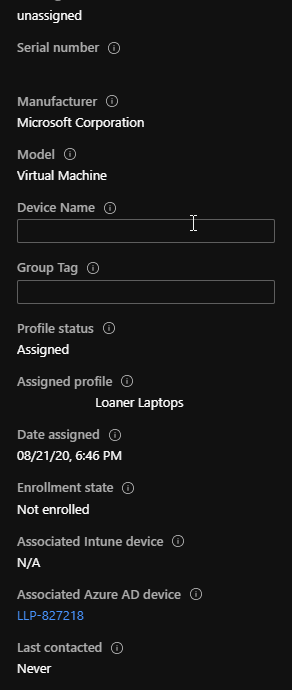 unassigned
Serial number
Manufacturer
Microsoft Corporation
Model
Virtual Machine
Device Name
Group Tag
Profile status
Assigned
Assigned profile
Loaner Laptops
Date assigned
08/21/20, 6:46 PM
Enrollment state
Not enrolled
Associated Intune device
N/A
Associated Azure AD device
LLP-827218
Last contacted
Never